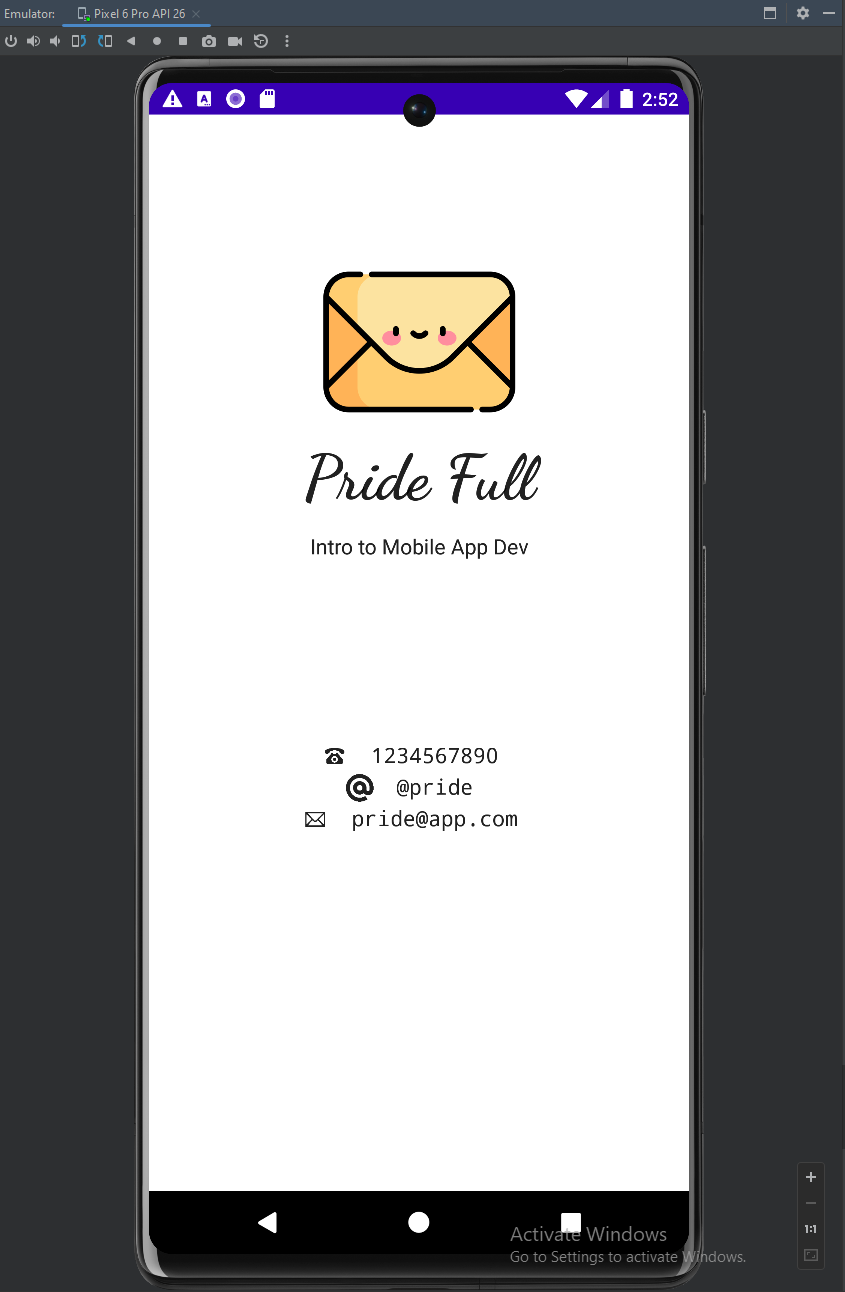 Emulator: Pixel 6 Pro API 26
2:52
Pride Full
Intro to Mobile App Dev
1234567890
@pride
pride@app.com
1:1
Activate Windows
Go to Settings to activate Windows.